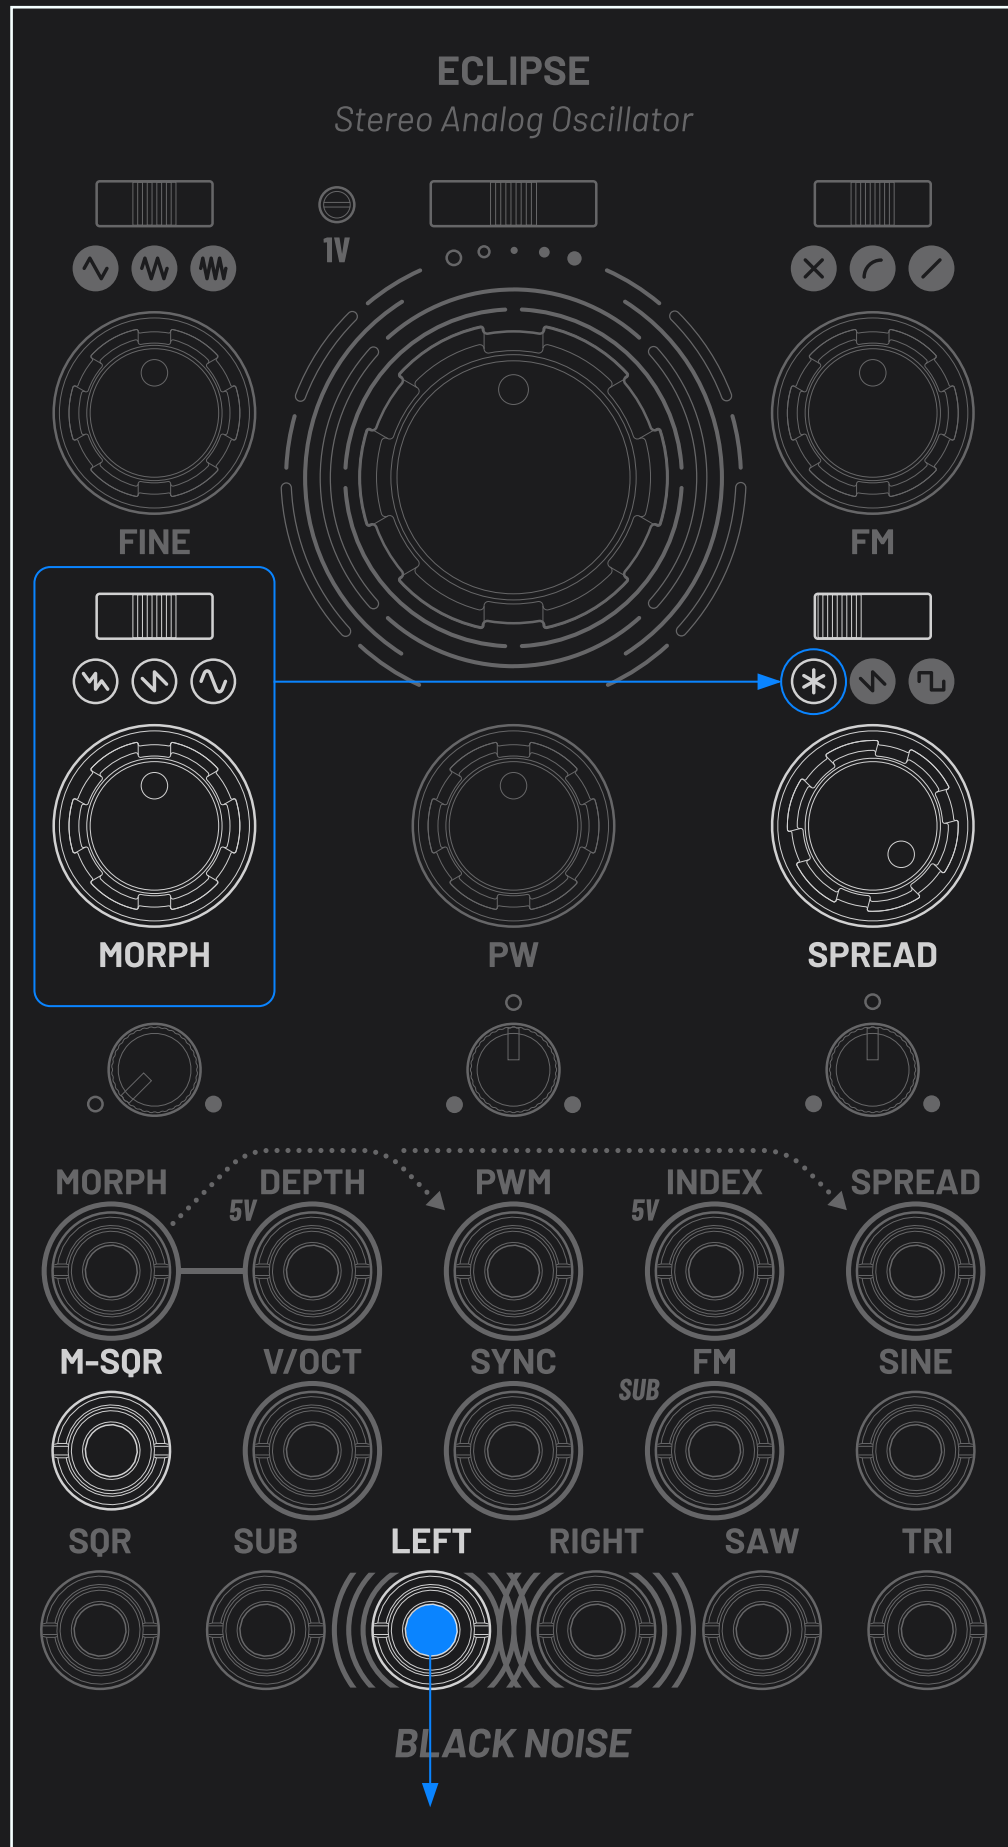 ECLIPSE
Stereo Analog Oscillator
1V
FINE
FM
MORPH
PW
SPREAD
MORPH
DEPTH
PWM
INDEX
SPREAD
5V
5V
M-SQR
V/OCT
SYNC
FM
SINE
SUB
SQR
SUB
LEFT
RIGHT
SAW
TRI
BLACK NOISE